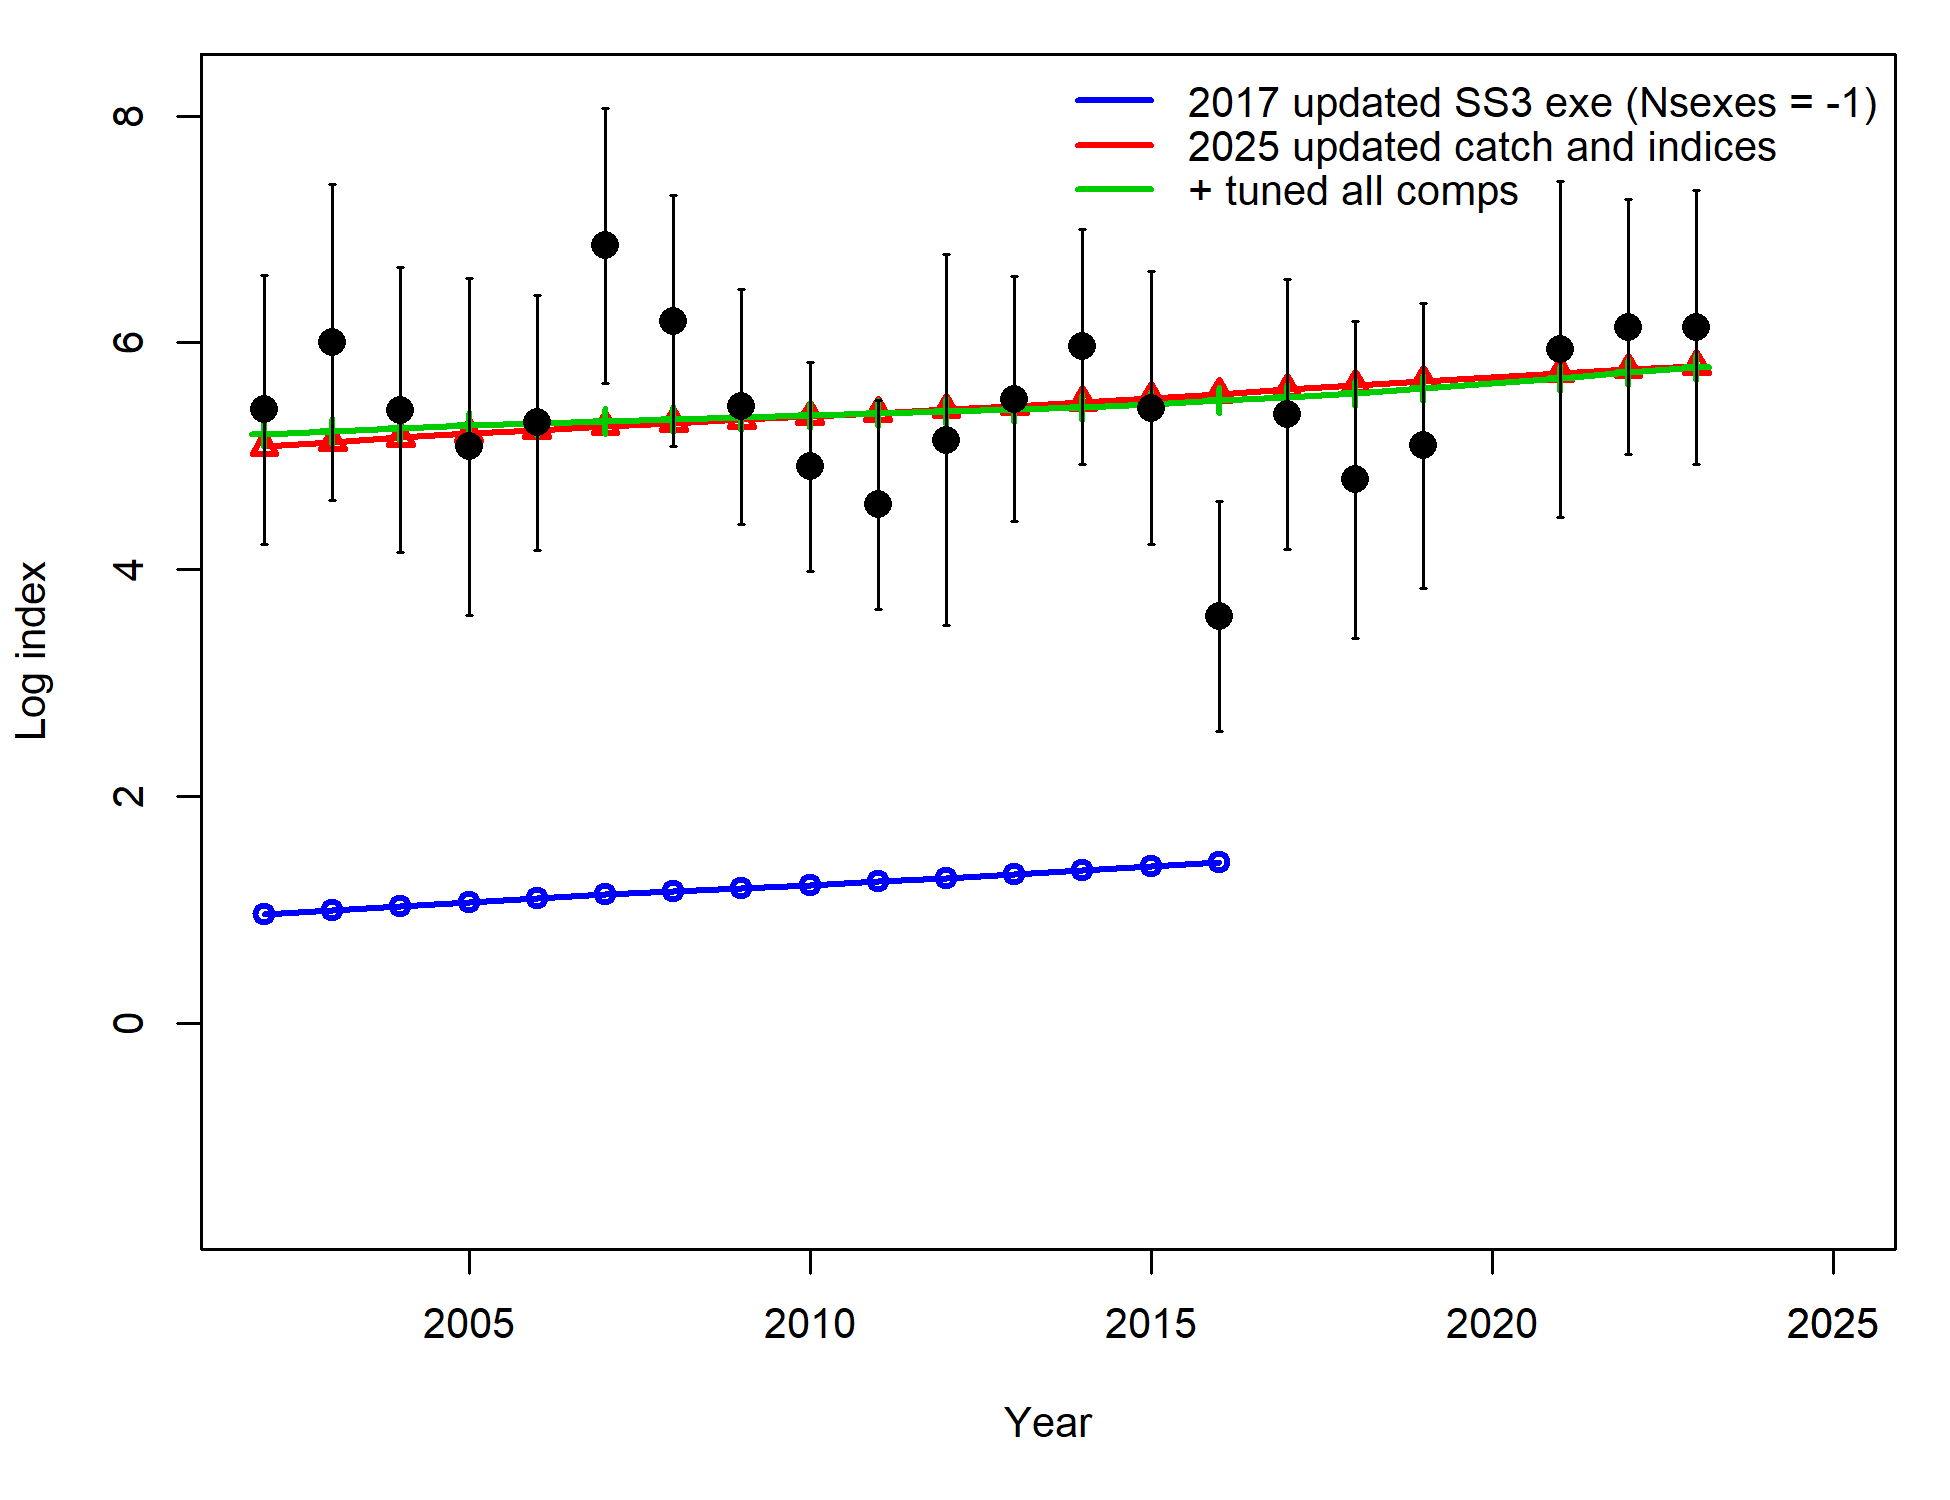 2017 updated SS3 exe (Nsexes = -1)
2025 updated catch and indices
+ tuned all comps
8
6
4
2
0
Log index
2005 2010 2015 2020 2025
Year